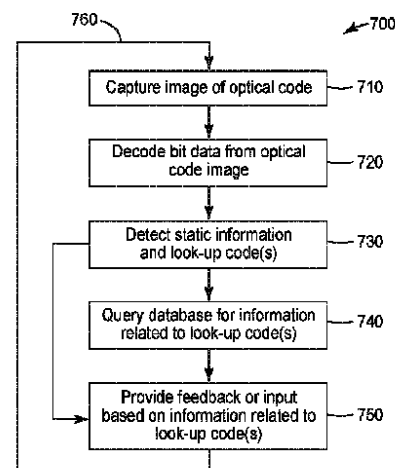 760
700
Capture image of optical code
710
Decode bit data from optical
code image
720
Detect static information
and look-up code(s)
730
Query database for information
related to look-up code(s)
740
Provide feedback or input
based on information related to
look-up code(s)
750